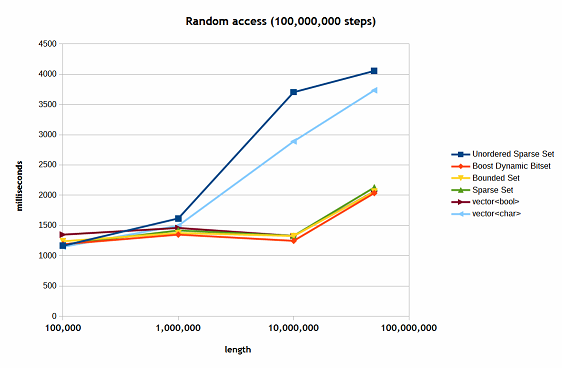 Random access (100,000,000 steps)
4500
4000
3500
3000
2500
2000
1500
1000
500
0
milliseconds
100,000 1,000,000 10,000,000 100,000,000
length
Unordered Sparse Set
Boost Dynamic Bitset
Bounded Set
Sparse Set
vector<bool>
vector<char>